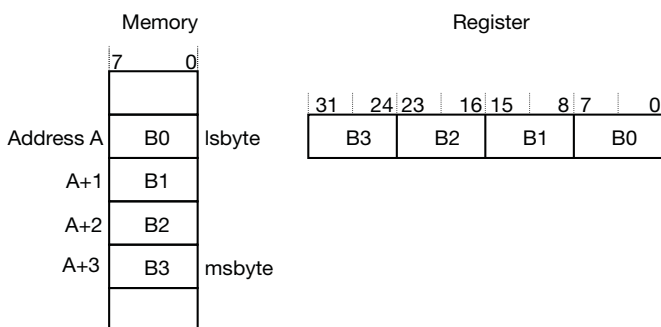 Memory
Register
7 0
31 24 23 16 15 8 7 0
Address A B0 lsbyte
B3 B2 B1 B0
A+1 B1
A+2 B2
A+3 B3 msbyte